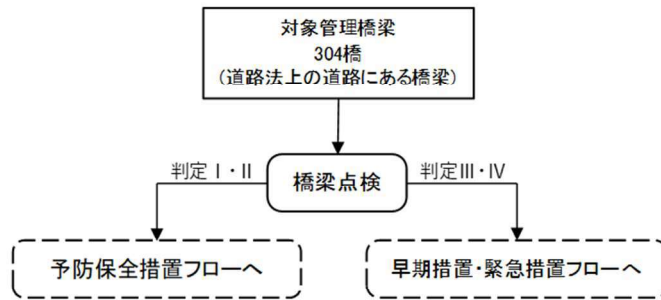 対象管理橋梁
304橋
(道路法上の道路にある橋梁)
判定Ⅰ・Ⅱ
橋梁点検
判定Ⅲ・Ⅳ
予防保全措置フローへ
早期措置・緊急措置フローへ